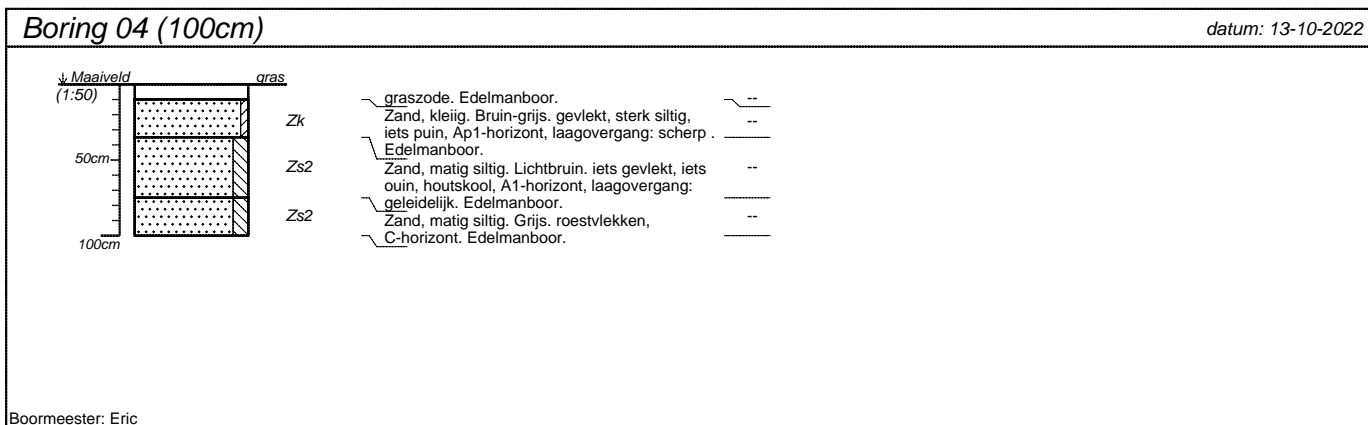 Boring 04 (100cm)
datum: 13-10-2022
Maaiveld
gras
(1:50)
graszode. Edelmanboor.
--
Zk
Zand, kleiig. Bruin-grijs. gevlekt, sterk siltig,
iets puin, Ap1-horizont, laagovergang: scherp .
Edelmanboor.
--
50cm
Zs2
Zand, matig siltig. Lichtbruin. iets gevlekt, iets
ouin, houtskool, A1-horizont, laagovergang:
geleidelijk. Edelmanboor.
--
Zs2
Zand, matig siltig. Grijs. roestvlekken,
C-horizont. Edelmanboor.
--
100cm
Boormeester: Eric